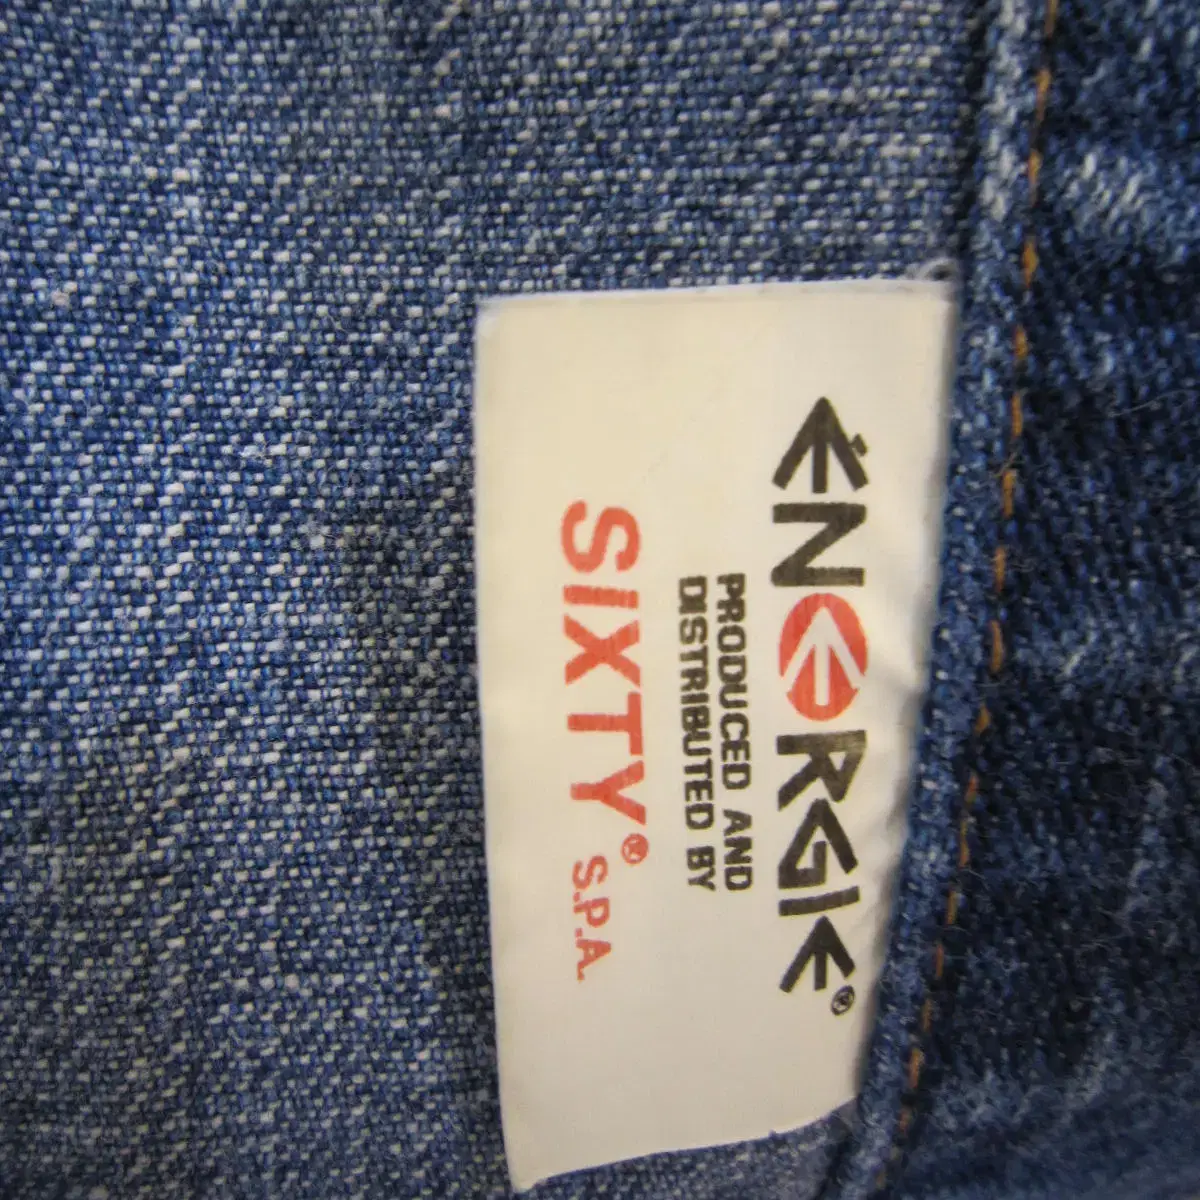 ENERGIE®
PRODUCED AND
DISTRIBUTED BY
SIXTY® S.P.A.